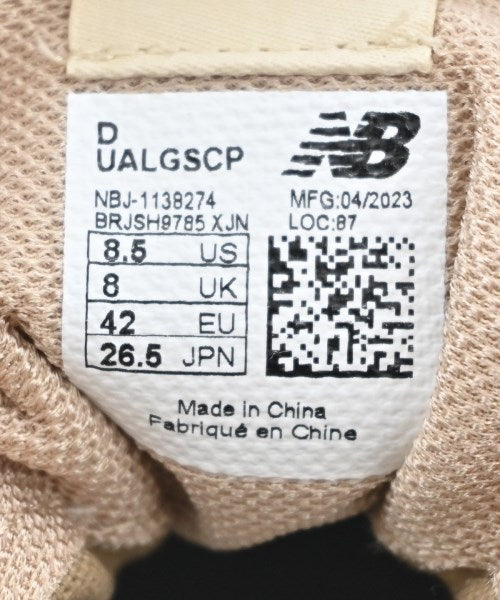 D
UALGSCP
NB
NBJ-1138274
BRJSH9785 XJN
MFG:04/2023
LOC:87
8.5 US
8 UK
42 EU
26.5 JPN
Made in China
Fabriqué en Chine